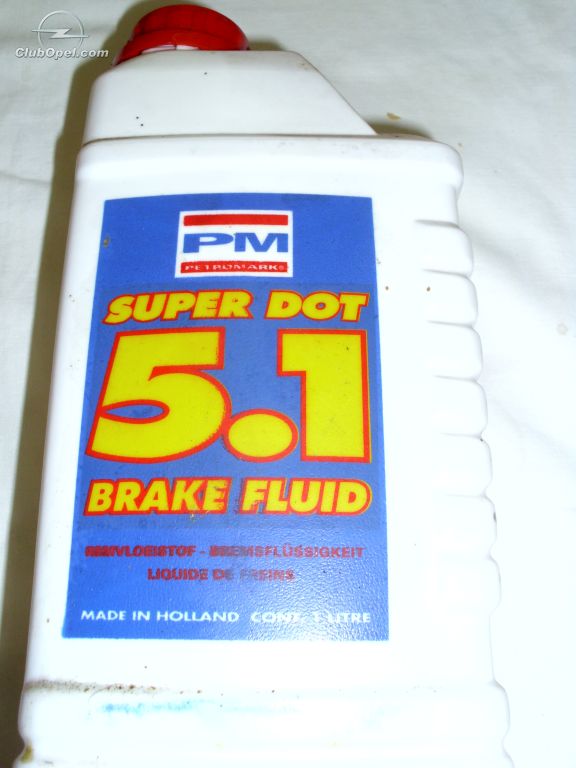 ClubOpel.com
PM
PETROMARK®
SUPER DOT
5.1
BRAKE FLUID
REMVLOEISTOF - BREMSFLÜSSIGKEIT
LIQUIDE DE FREINS
MADE IN HOLLAND CONT. 1 LITRE